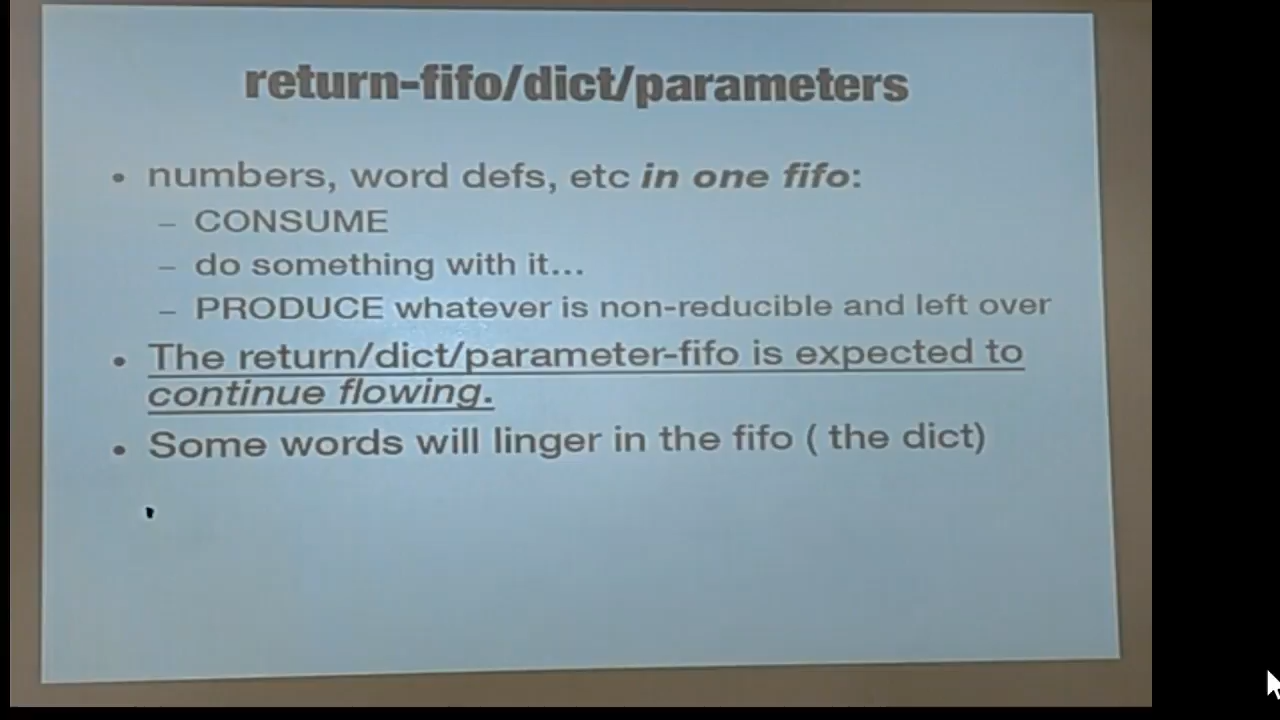 return-fifo/dict/parameters
• numbers, word defs, etc in one fifo:
– CONSUME
– do something with it...
– PRODUCE whatever is non-reducible and left over
• The return/dict/parameter-fifo is expected to
continue flowing.
• Some words will linger in the fifo ( the dict)